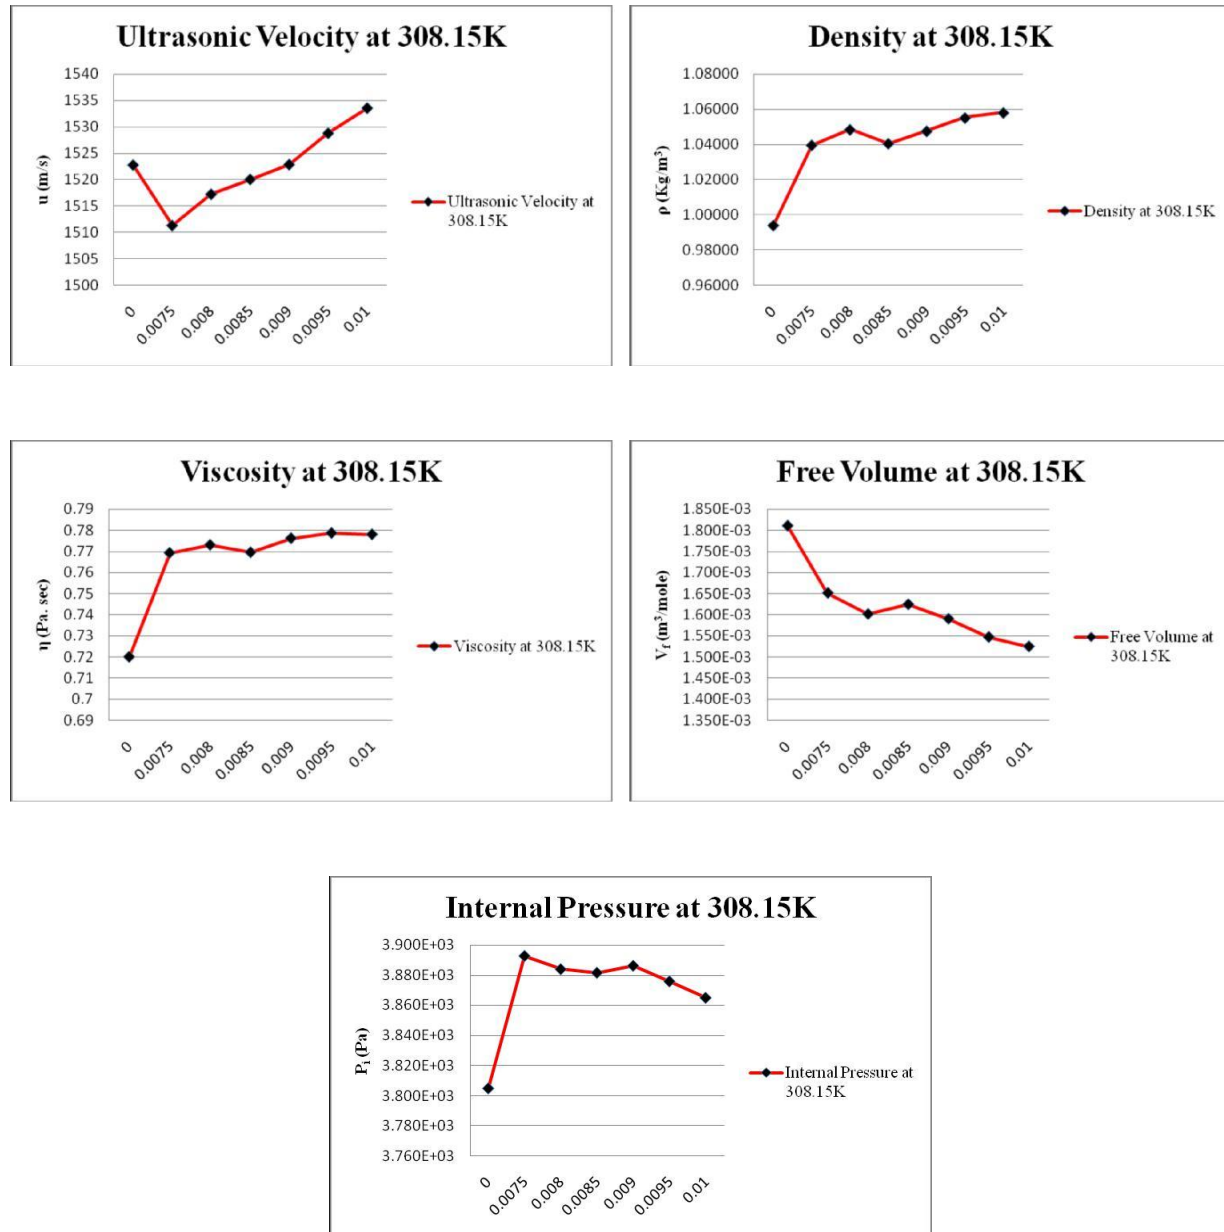 Ultrasonic Velocity at 308.15K
1540
1535
1530
1525
1520
1515
1510
1505
1500
u (m/s)
0
0.0075
0.008
0.0085
0.009
0.0095
0.01
Ultrasonic Velocity at
308.15K
Density at 308.15K
1.08000
1.06000
1.04000
1.02000
1.00000
0.98000
0.96000
ρ (Kg/m³)
0
0.0075
0.008
0.0085
0.009
0.0095
0.01
Density at 308.15K
Viscosity at 308.15K
0.79
0.78
0.77
0.76
0.75
0.74
0.73
0.72
0.71
0.7
0.69
η (Pa. sec)
0
0.0075
0.008
0.0085
0.009
0.0095
0.01
Viscosity at 308.15K
Free Volume at 308.15K
1.850E-03
1.800E-03
1.750E-03
1.700E-03
1.650E-03
1.600E-03
1.550E-03
1.500E-03
1.450E-03
1.400E-03
1.350E-03
Vf (m³/mole)
0
0.0075
0.008
0.0085
0.009
0.0095
0.01
Free Volume at
308.15K
Internal Pressure at 308.15K
3.900E+03
3.880E+03
3.860E+03
3.840E+03
3.820E+03
3.800E+03
3.780E+03
3.760E+03
Pi (Pa)
0
0.0075
0.008
0.0085
0.009
0.0095
0.01
Internal Pressure at
308.15K